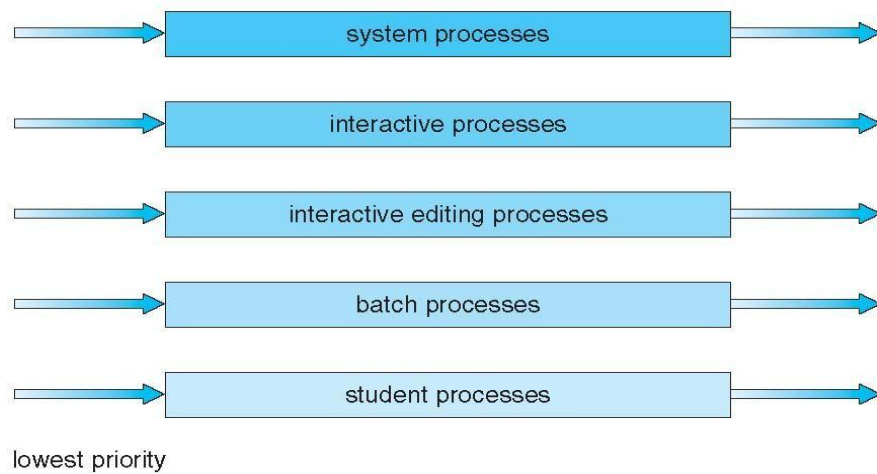 system processes
interactive processes
interactive editing processes
batch processes
student processes
lowest priority